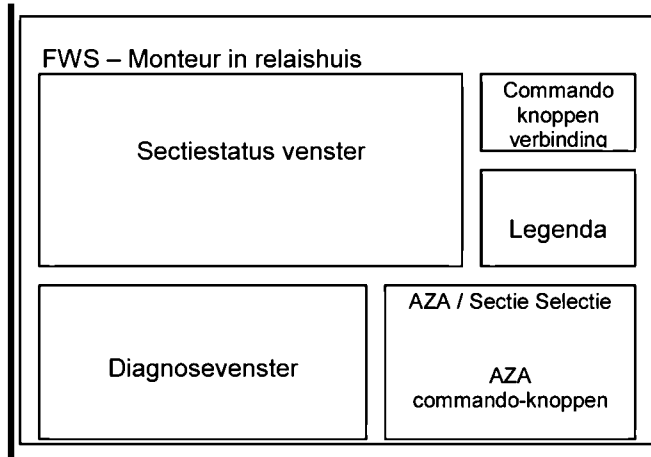 FWS – Monteur in relaishuis
Sectiestatus venster
Commando
knoppen
verbinding
Legenda
Diagnosevenster
AZA / Sectie Selectie
AZA
commando-knoppen